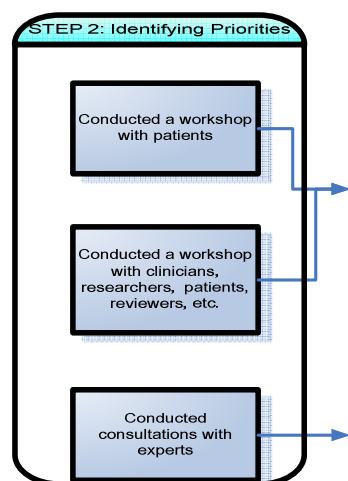 STEP 2: Identifying Priorities
Conducted a workshop
with patients
Conducted a workshop
with clinicians,
researchers, patients,
reviewers, etc.
Conducted
consultations with
experts